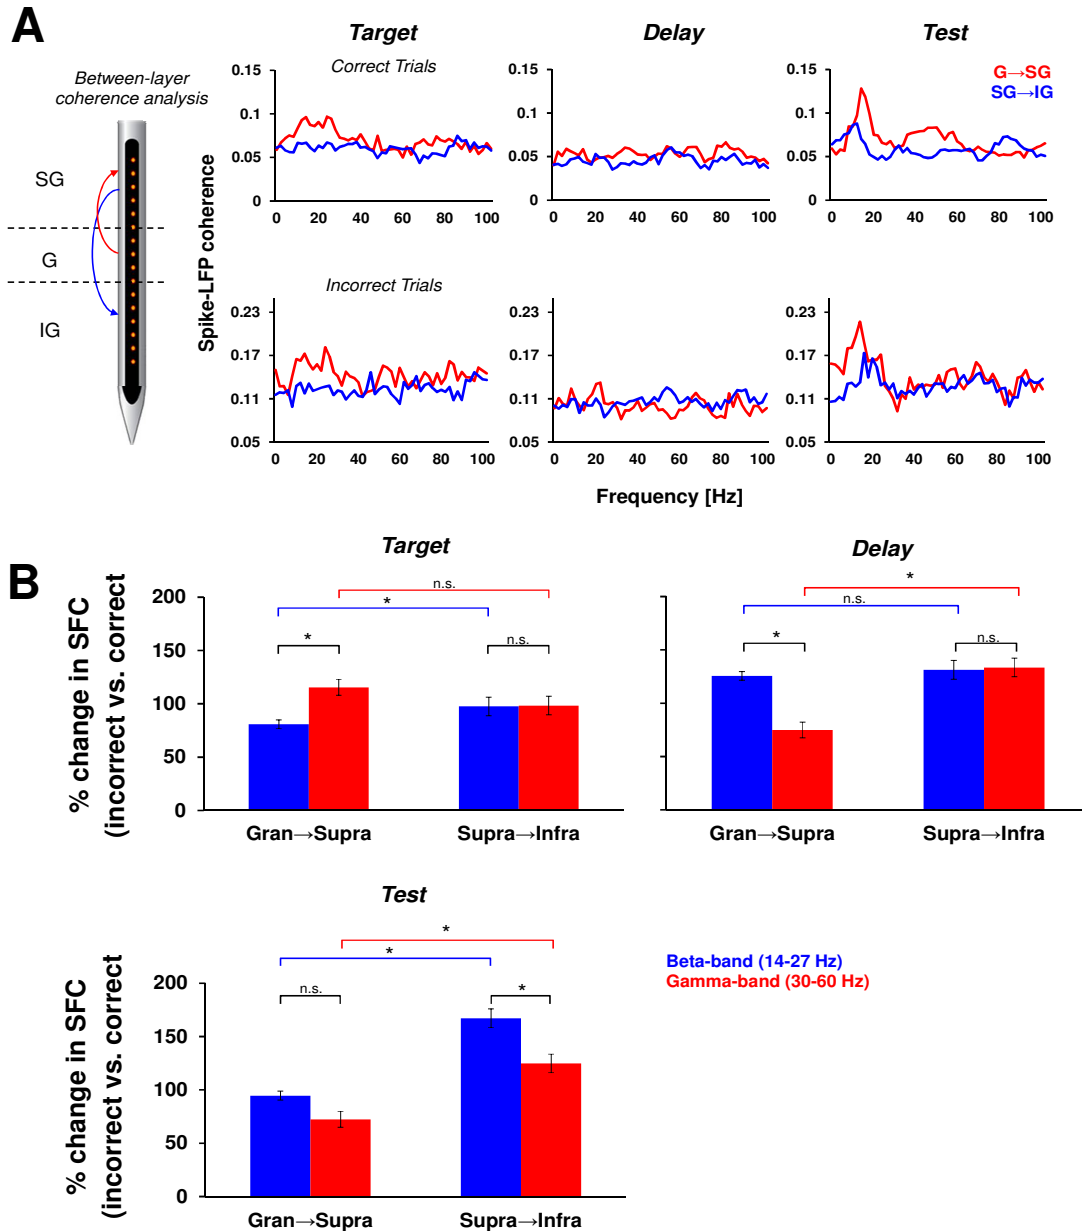 A
Target
Delay
Test
Between-layer
coherence analysis
SG
G
IG
Spike-LFP coherence
Correct Trials
0.15
0.1
0.05
0
0 20 40 60 80 100
0.15
0.1
0.05
0
0 20 40 60 80 100
G→SG
SG→IG
0.15
0.1
0.05
0
0 20 40 60 80 100
Incorrect Trials
0.23
0.17
0.11
0.05
0 20 40 60 80 100
0.23
0.17
0.11
0.05
0 20 40 60 80 100
0.23
0.17
0.11
0.05
0 20 40 60 80 100
Frequency [Hz]
B
Target
% change in SFC
(incorrect vs. correct
200
150
100
50
0
n.s.
*
*
n.s.
Gran→Supra
Supra→Infra
Delay
*
n.s.
*
n.s.
Gran→Supra
Supra→Infra
Test
% change in SFC
(incorrect vs. correct
200
150
100
50
0
*
*
n.s.
*
Gran→Supra
Supra→Infra
Beta-band (14-27 Hz)
Gamma-band (30-60 Hz)